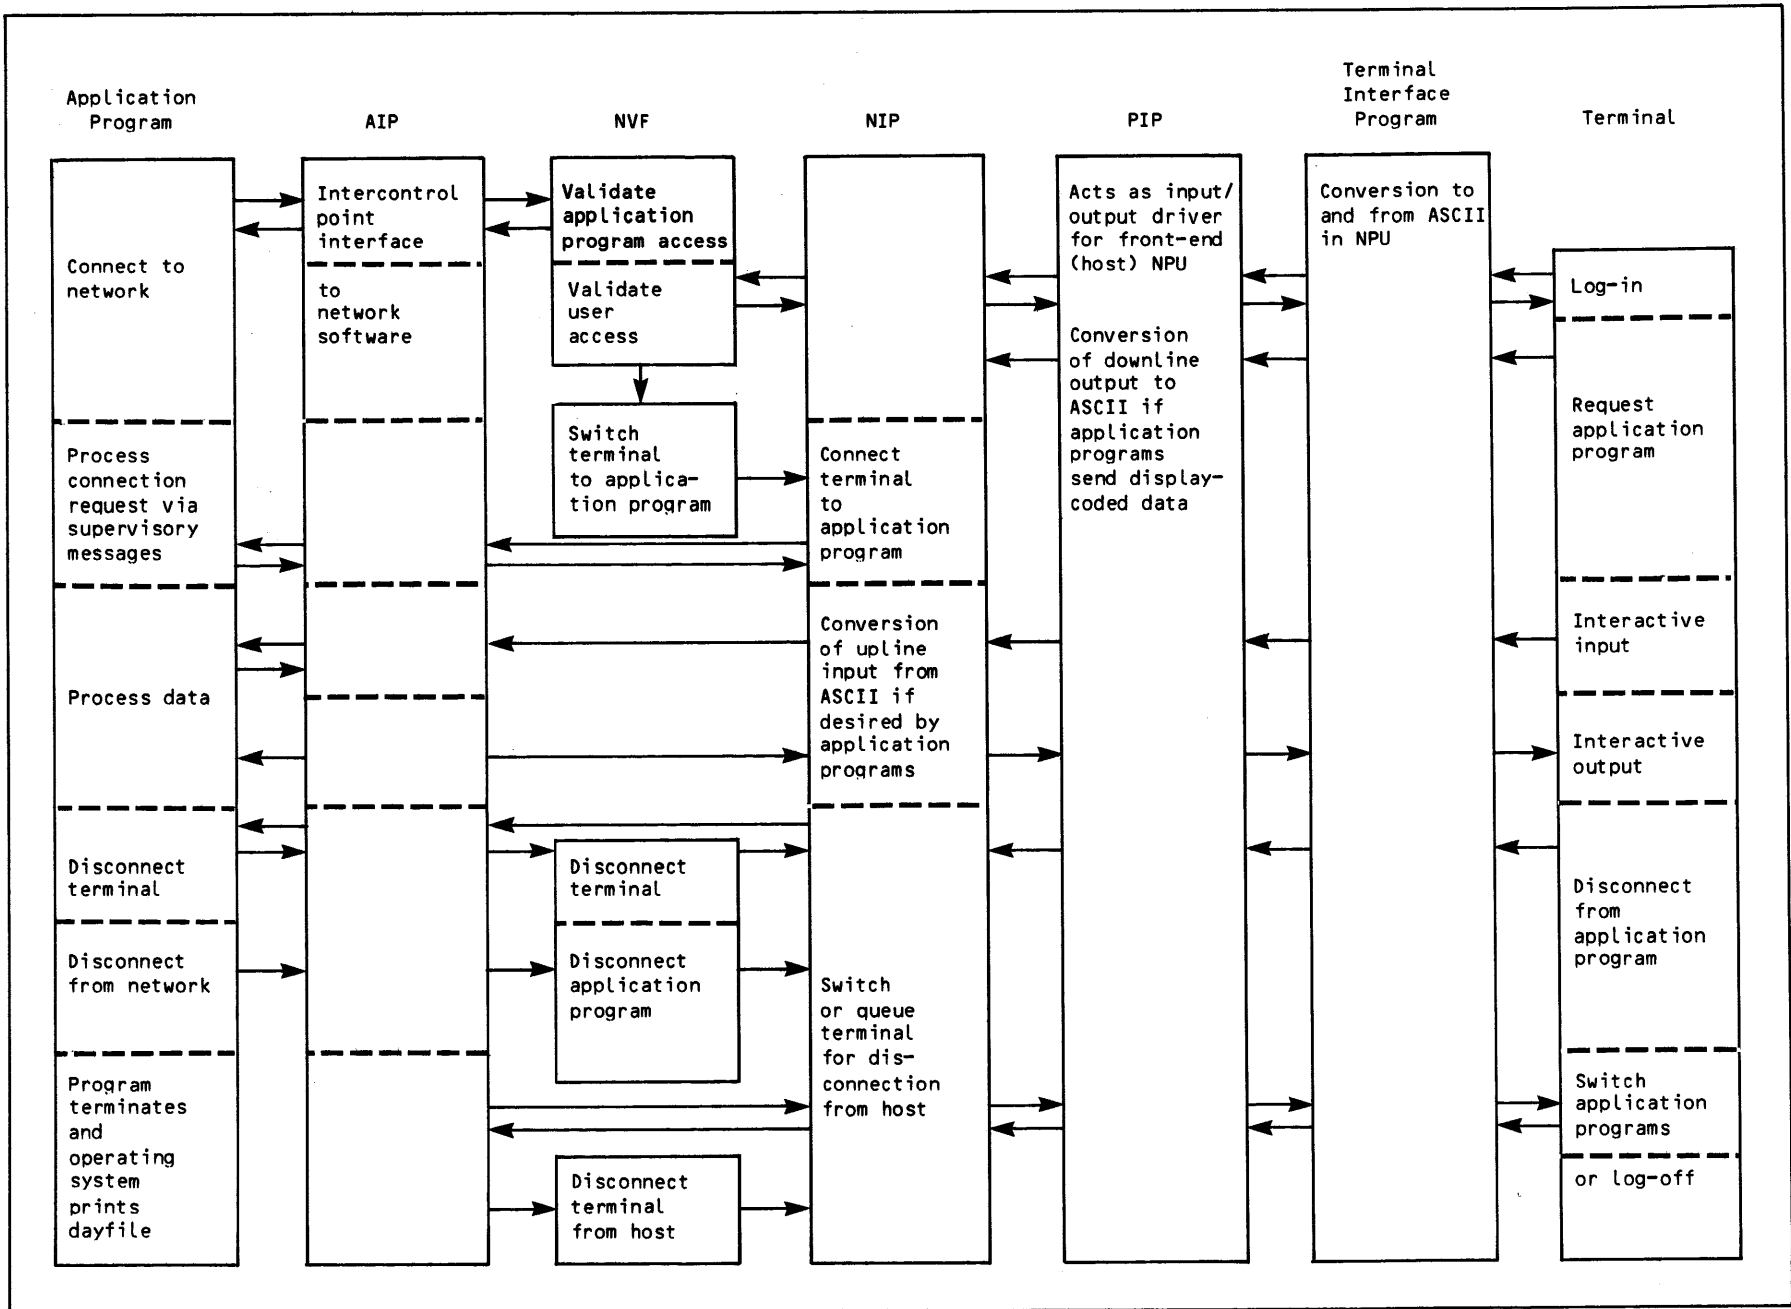 Application
Program
AIP
NVF
NIP
PIP
Terminal
Interface
Program
Terminal
Connect to
network
Process
connection
request via
supervisory
messages
Process data
Disconnect
terminal
Disconnect
from network
Program
terminates
and
operating
system
prints
dayfile
Intercontrol
point
interface
to
network
software
Validate
application
program access
Validate
user
access
Switch
terminal
to applica-
tion program
Disconnect
terminal
Disconnect
application
program
Disconnect
terminal
from host
Connect
terminal
to
application
program
Conversion
of upline
input from
ASCII if
desired by
application
programs
Switch
or queue
terminal
for dis-
connection
from host
Acts as input/
output driver
for front-end
(host) NPU
Conversion
of downline
output to
ASCII if
application
programs
send display-
coded data
Conversion to
and from ASCII
in NPU
Log-in
Request
application
program
Interactive
input
Interactive
output
Disconnect
from
application
program
Switch
application
programs
or log-off